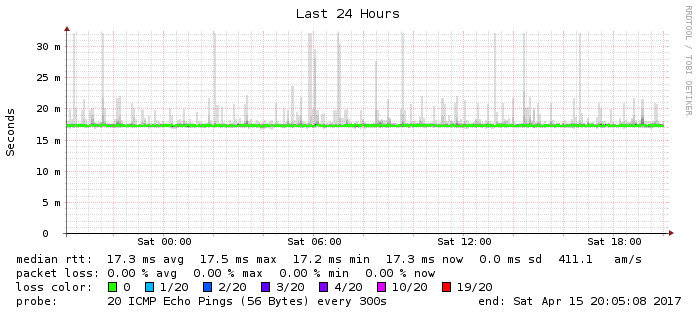 Last 24 Hours
RRDTOOL / TOBI OETIKER
Seconds
30 m
25 m
20 m
15 m
10 m
5 m
0
Sat 00:00 Sat 06:00 Sat 12:00 Sat 18:00
median rtt: 17.3 ms avg 17.5 ms max 17.2 ms min 17.3 ms now 0.0 ms sd 411.1 am/s
packet loss: 0.00 % avg 0.00 % max 0.00 % min 0.00 % now
loss color: 0 1/20 2/20 3/20 4/20 10/20 19/20
probe: 20 ICMP Echo Pings (56 Bytes) every 300s end: Sat Apr 15 20:05:08 2017